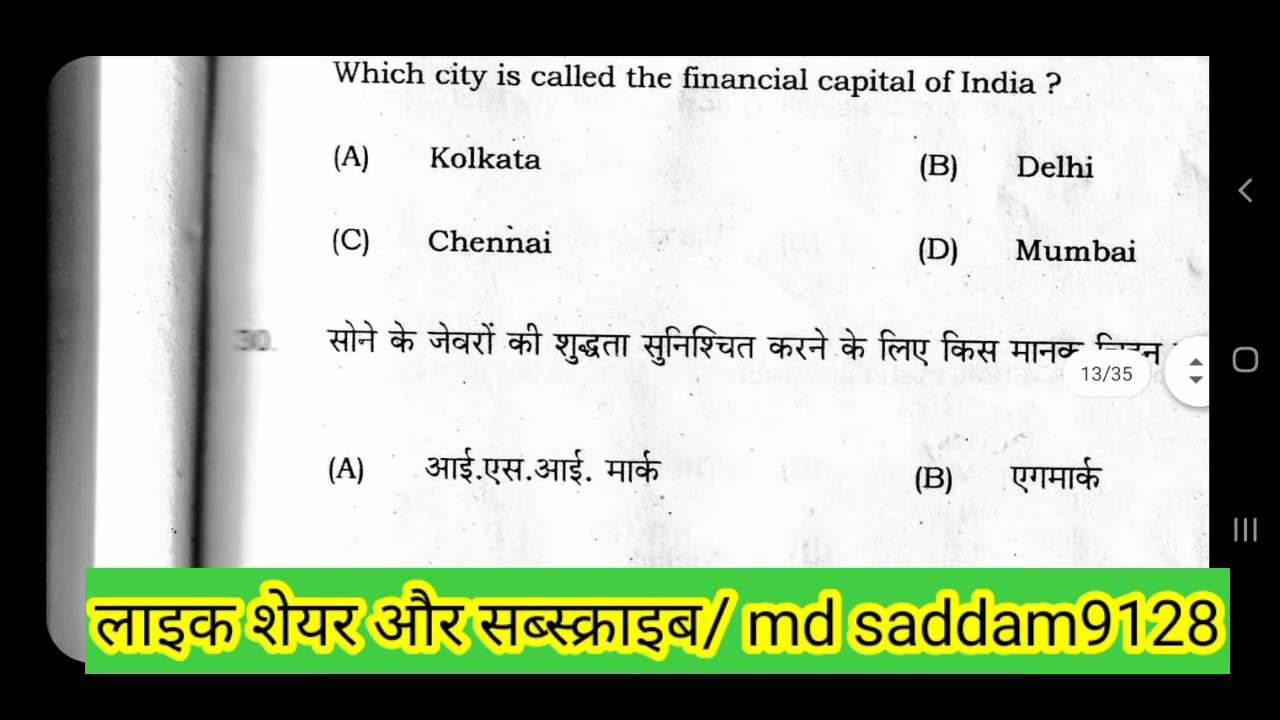 Which city is called the financial capital of India ?
(A) Kolkata (B) Delhi
(C) Chennai (D) Mumbai
30. सोने के जेवरों की शुद्धता सुनिश्चित करने के लिए किस मानक
13/35
(A) आई.एस.आई. मार्क (B) एगमार्क
लाइक शेयर और सब्स्क्राइब/ md saddam9128